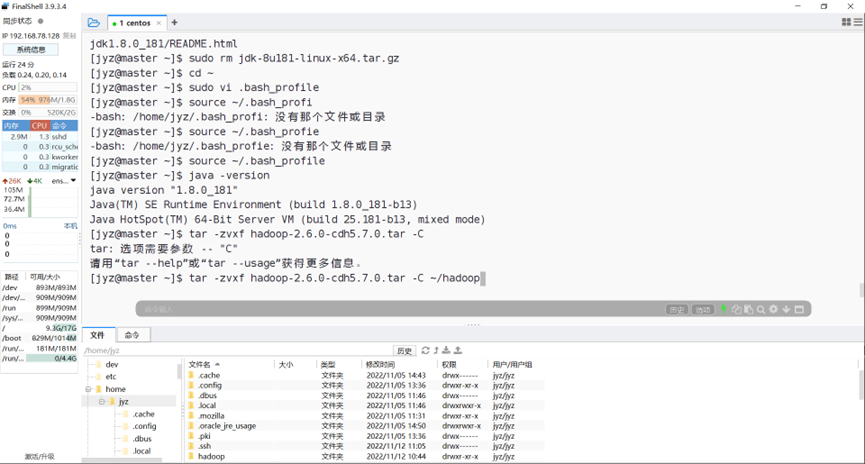 FinalShell 3.9.3.4
同步状态
IP 192.168.78.128 复制
系统信息
运行 24 分
负载 0.24, 0.20, 0.14
CPU 2%
内存 54% 976M/1.8G
交换 0% 520K/2G
内存 CPU 命令
2.9M 1.3 sshd
0 0.3 rcu_sche
0 0.3 kworker
0 0.3 migratic
26K 4K ens...
105M
72.7M
36.4M
0ms 本机
0
0
0
路径 可用/大小
/dev 893M/893M
/dev/... 909M/909M
/run 899M/909M
/sys/... 909M/909M
/ 9.3G/17G
/boot 829M/1014M
/run/... 181M/181M
/run/... 0/4.4G
激活/升级
1 centos × +
jdk1.8.0_181/README.html
[jyz@master ~]$ sudo rm jdk-8u181-linux-x64.tar.gz
[jyz@master ~]$ cd ~
[jyz@master ~]$ sudo vi .bash_profile
[jyz@master ~]$ source ~/.bash_profi
-bash: /home/jyz/.bash_profi: 没有那个文件或目录
[jyz@master ~]$ source ~/.bash_profie
-bash: /home/jyz/.bash_profie: 没有那个文件或目录
[jyz@master ~]$ source ~/.bash_profile
[jyz@master ~]$ java -version
java version "1.8.0_181"
Java(TM) SE Runtime Environment (build 1.8.0_181-b13)
Java HotSpot(TM) 64-Bit Server VM (build 25.181-b13, mixed mode)
[jyz@master ~]$ tar -zvxf hadoop-2.6.0-cdh5.7.0.tar -C
tar: 选项需要参数 -- "C"
请用“tar --help”或“tar --usage”获得更多信息。
[jyz@master ~]$ tar -zvxf hadoop-2.6.0-cdh5.7.0.tar -C ~/hadoop
命令输入
历史 选项
文件 命令
/home/jyz
历史
dev
etc
home
jyz
.cache
.config
.dbus
.local
文件名 大小 类型 修改时间 权限 用户/用户组
.cache 文件夹 2022/11/05 14:43 drwx------ jyz/jyz
.config 文件夹 2022/11/05 13:36 drwxr-xr-x jyz/jyz
.dbus 文件夹 2022/11/05 11:46 drwx------ jyz/jyz
.local 文件夹 2022/11/05 11:46 drwxrwxr-x jyz/jyz
.mozilla 文件夹 2022/11/05 11:31 drwxr-xr-x jyz/jyz
.oracle_jre_usage 文件夹 2022/11/05 14:50 drwxrwxr-x jyz/jyz
.pki 文件夹 2022/11/05 13:36 drwx------ jyz/jyz
.ssh 文件夹 2022/11/12 11:05 drwx------ jyz/jyz
hadoop 文件夹 2022/11/12 10:44 drwxr-xr-x jyz/jyz